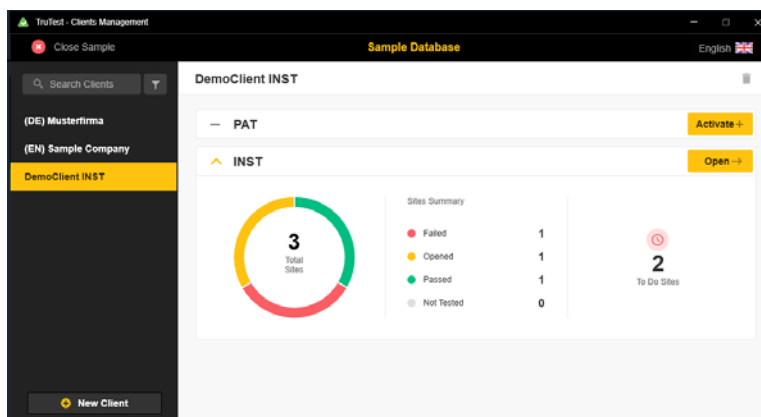 TruTest - Clients Management
Close Sample
Sample Database
English
Search Clients
(DE) Musterfirma
(EN) Sample Company
DemoClient INST
New Client
DemoClient INST
PAT
Activate
INST
Open
3
Total
Sites
Sites Summary
Failed 1
Opened 1
Passed 1
Not Tested 0
2
To Do Sites